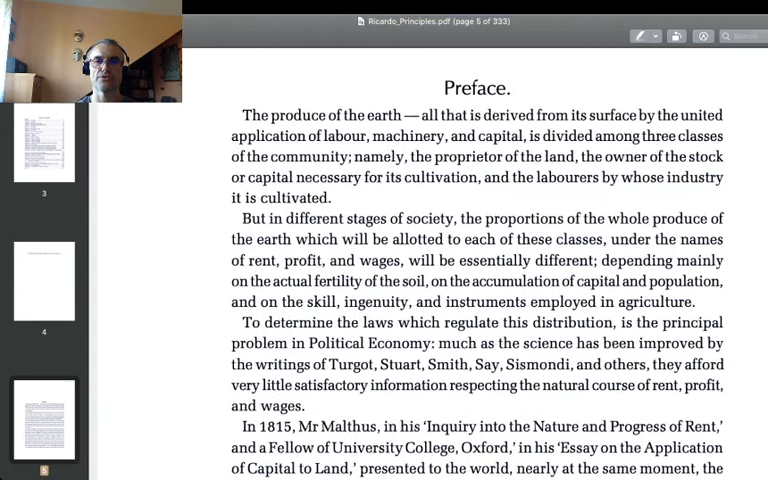 Ricardo_Principles.pdf (page 5 of 333)
Search
Preface.
The produce of the earth — all that is derived from its surface by the united
application of labour, machinery, and capital, is divided among three classes
of the community; namely, the proprietor of the land, the owner of the stock
or capital necessary for its cultivation, and the labourers by whose industry
it is cultivated.
But in different stages of society, the proportions of the whole produce of
the earth which will be allotted to each of these classes, under the names
of rent, profit, and wages, will be essentially different; depending mainly
on the actual fertility of the soil, on the accumulation of capital and population,
and on the skill, ingenuity, and instruments employed in agriculture.
To determine the laws which regulate this distribution, is the principal
problem in Political Economy: much as the science has been improved by
the writings of Turgot, Stuart, Smith, Say, Sismondi, and others, they afford
very little satisfactory information respecting the natural course of rent, profit,
and wages.
In 1815, Mr Malthus, in his ‘Inquiry into the Nature and Progress of Rent,’
and a Fellow of University College, Oxford,’ in his ‘Essay on the Application
of Capital to Land,’ presented to the world, nearly at the same moment, the
3
4
5